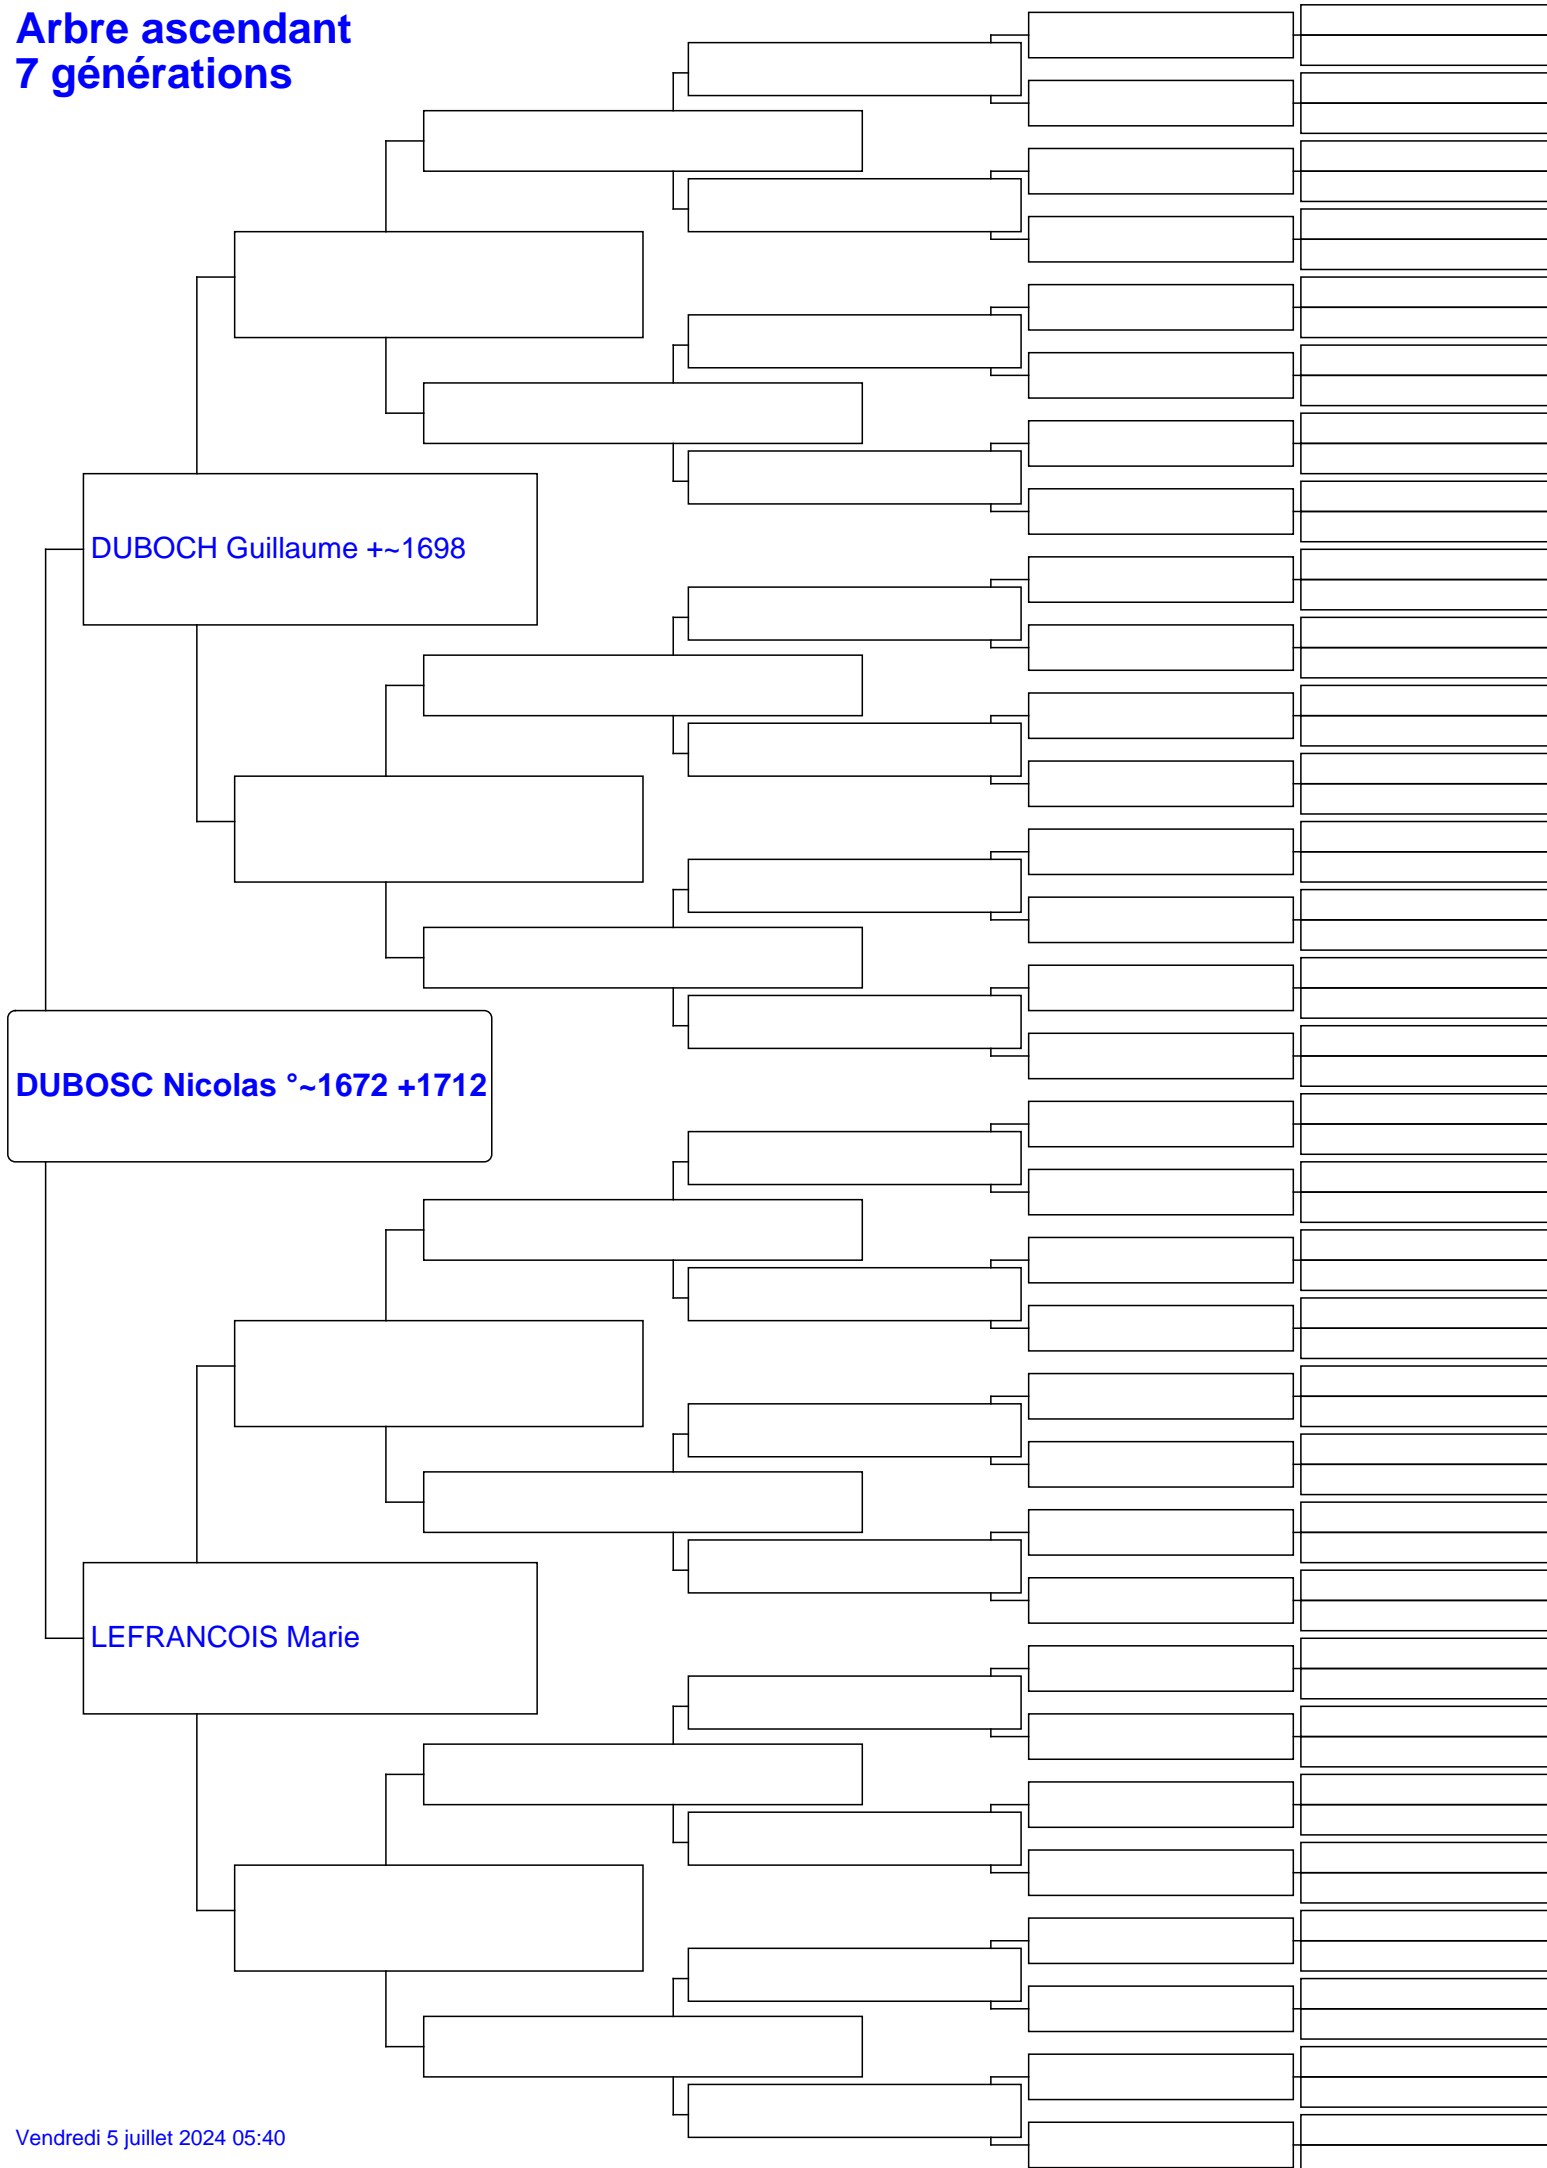 Arbre ascendant
7 générations
DUBOCH Guillaume +~1698
DUBOSC Nicolas °~1672 +1712
LEFRANCOIS Marie
Vendredi 5 juillet 2024 05:40